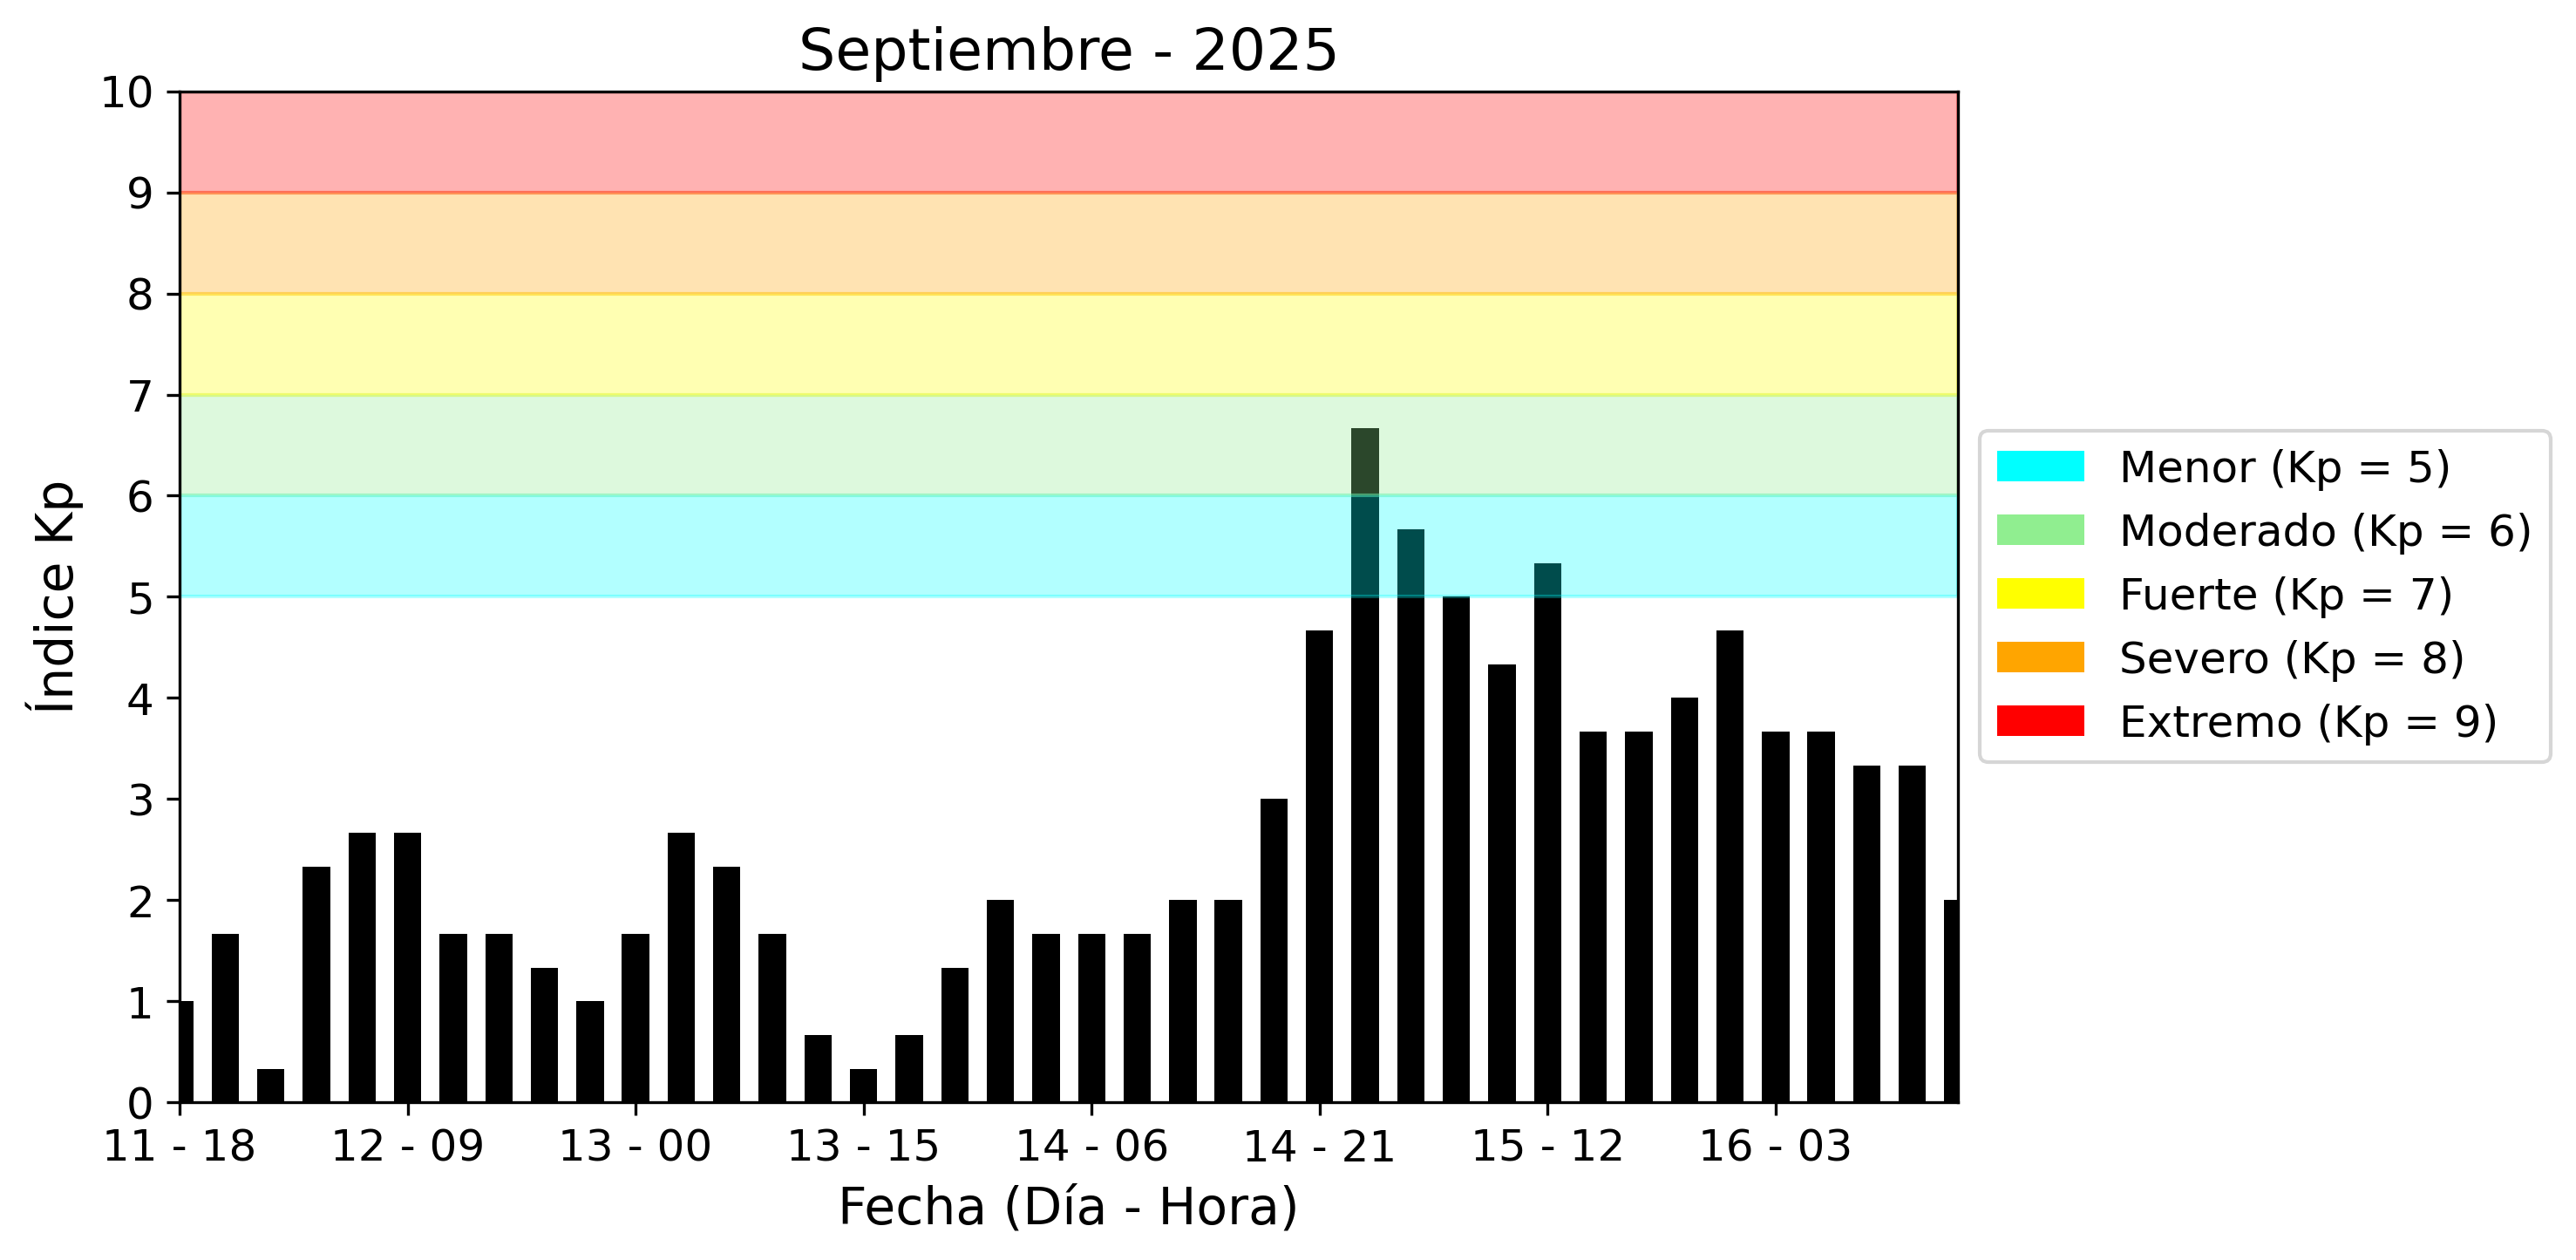 Septiembre - 2025
10
9
8
7
6
5
4
3
2
1
0
Índice Kp
11 - 18
12 - 09
13 - 00
13 - 15
14 - 06
14 - 21
15 - 12
16 - 03
Fecha (Día - Hora)
Menor (Kp = 5)
Moderado (Kp = 6)
Fuerte (Kp = 7)
Severo (Kp = 8)
Extremo (Kp = 9)